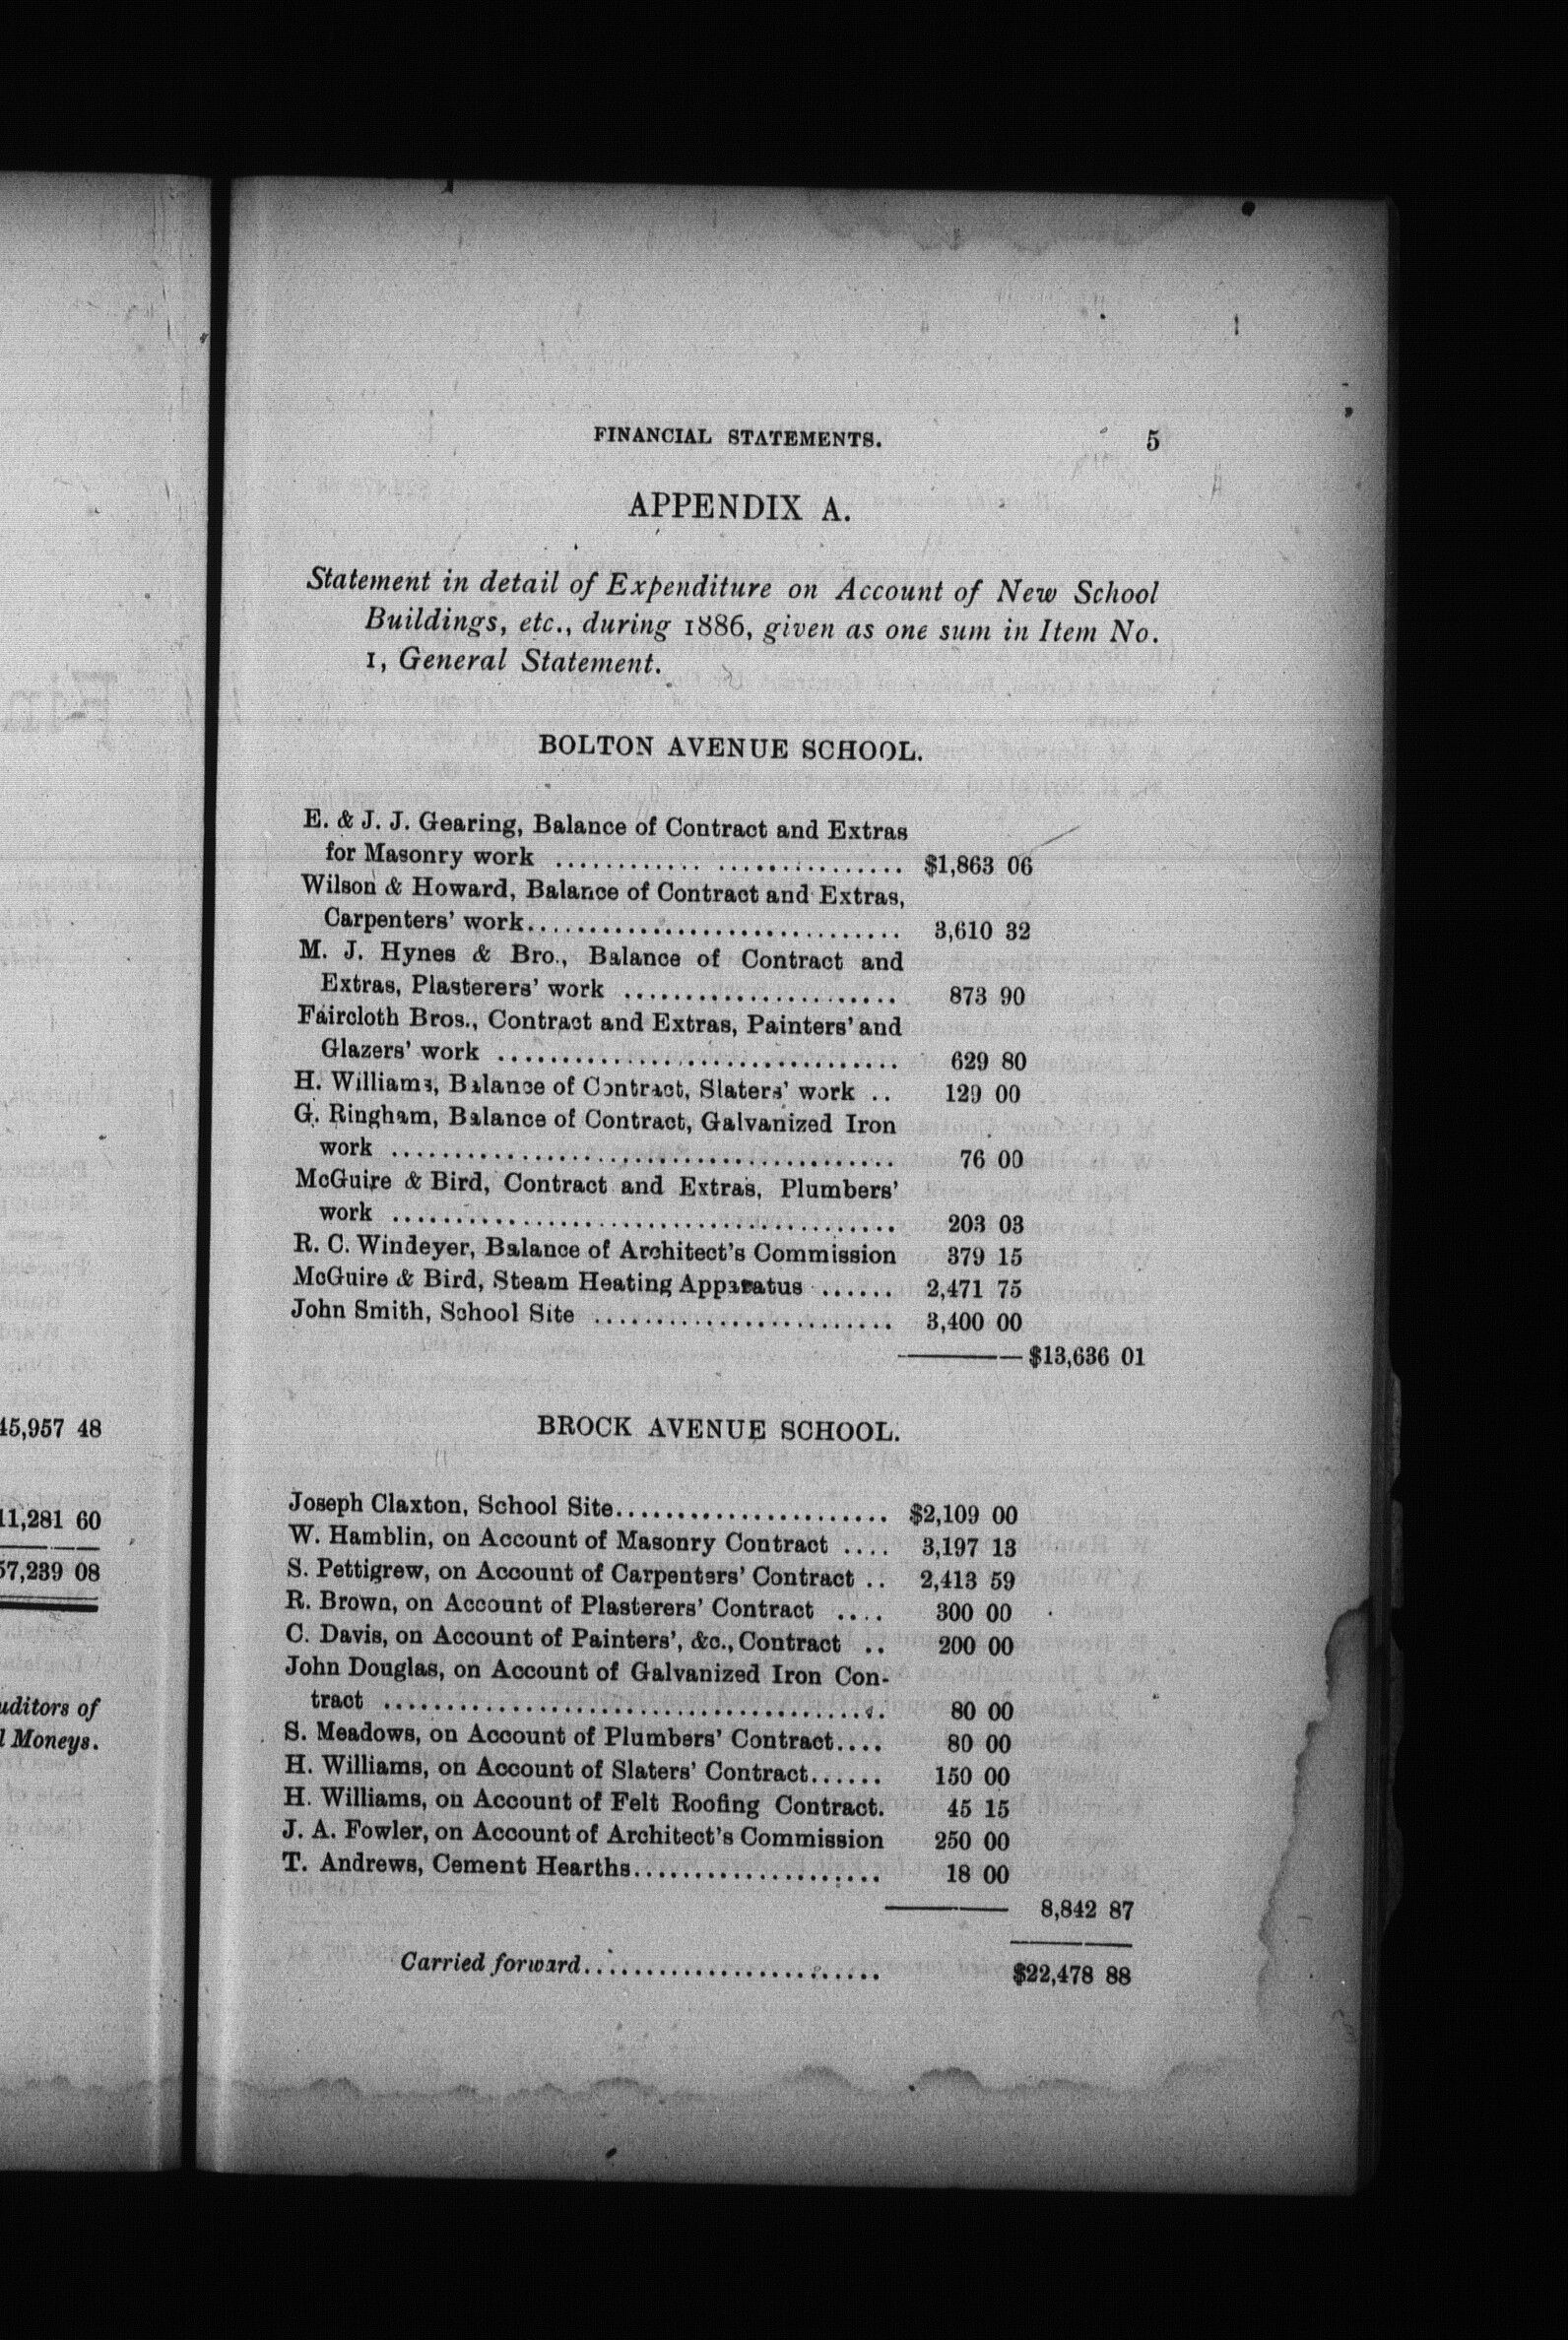 45,957 48
11,281 60
57,239 08
uditors of
l Moneys.
FINANCIAL STATEMENTS. 5
APPENDIX A.
Statement in detail of Expenditure on Account of New School
Buildings, etc., during 1886, given as one sum in Item No.
1, General Statement.
BOLTON AVENUE SCHOOL.
E. & J. J. Gearing, Balance of Contract and Extras
for Masonry work .............................. $1,863 06
Wilson & Howard, Balance of Contract and Extras,
Carpenters' work.............................. 3,610 32
M. J. Hynes & Bro., Balance of Contract and
Extras, Plasterers' work ...................... 873 90
Faircloth Bros., Contract and Extras, Painters' and
Glazers' work ................................ 629 80
H. Williams, Balance of Contract, Slaters' work .. 129 00
G. Ringham, Balance of Contract, Galvanized Iron
work ........................................ 76 00
McGuire & Bird, Contract and Extras, Plumbers'
work ........................................ 203 03
R. C. Windeyer, Balance of Architect's Commission 379 15
McGuire & Bird, Steam Heating Apparatus ...... 2,471 75
John Smith, School Site ........................ 3,400 00
$13,636 01
BROCK AVENUE SCHOOL.
Joseph Claxton, School Site...................... $2,109 00
W. Hamblin, on Account of Masonry Contract .... 3,197 13
S. Pettigrew, on Account of Carpenters' Contract .. 2,413 59
R. Brown, on Account of Plasterers' Contract .... 300 00
C. Davis, on Account of Painters', &c., Contract .. 200 00
John Douglas, on Account of Galvanized Iron Con-
tract ........................................ 80 00
S. Meadows, on Account of Plumbers' Contract.... 80 00
H. Williams, on Account of Slaters' Contract...... 150 00
H. Williams, on Account of Felt Roofing Contract. 45 15
J. A. Fowler, on Account of Architect's Commission 250 00
T. Andrews, Cement Hearths.................... 18 00
8,842 87
Carried forward........................ $22,478 88